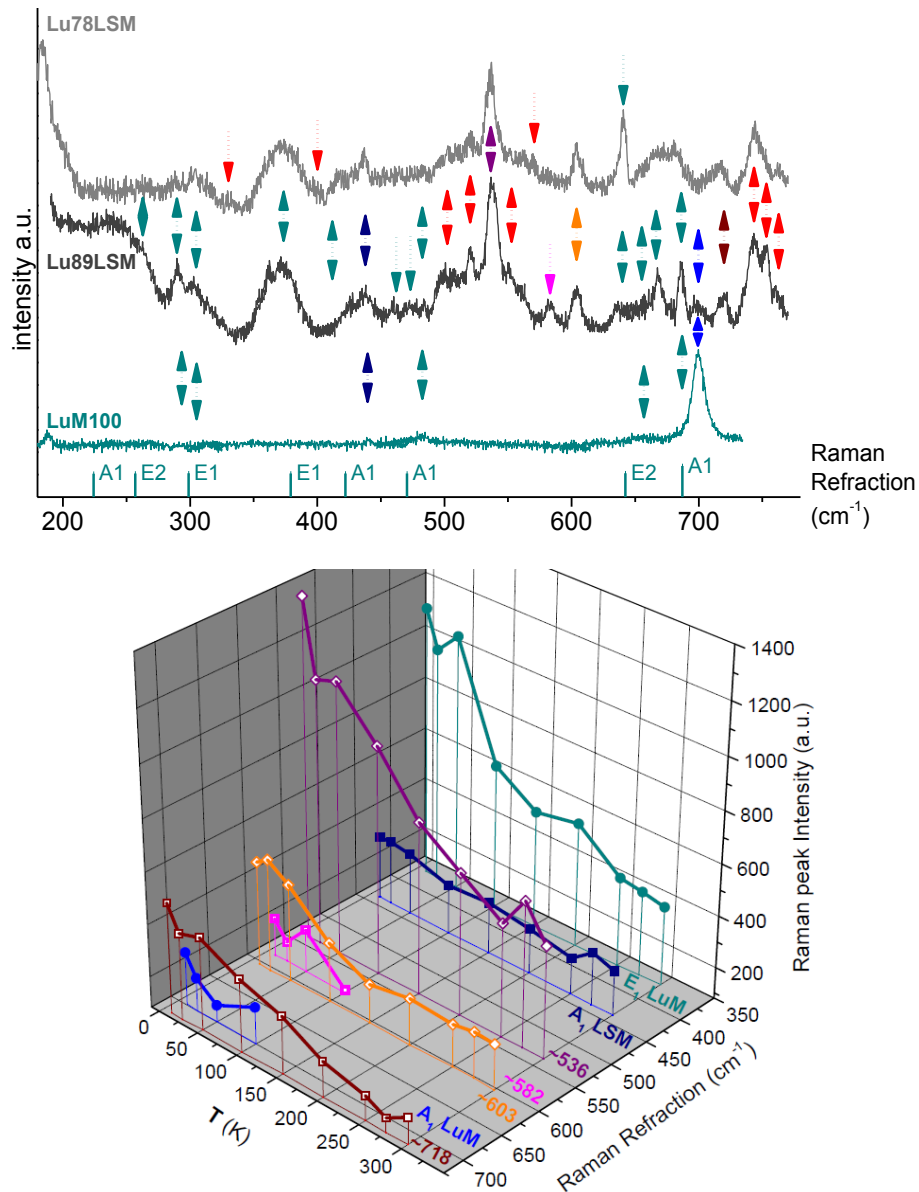 Lu78LSM
Lu89LSM
LuM100
intensity a.u.
A1 E2 E1 E1 A1 A1 E2 A1
200 300 400 500 600 700
Raman
Refraction
(cm⁻¹)
1400
1200
1000
800
600
400
200
Raman peak Intensity (a.u.)
0
50
100
150
200
250
300
T (K)
350
400
450
500
550
600
650
700
Raman Refraction (cm⁻¹)
E₁ LuM
A₁ LSM
~536
~582
~603
A₁ LuM
~718